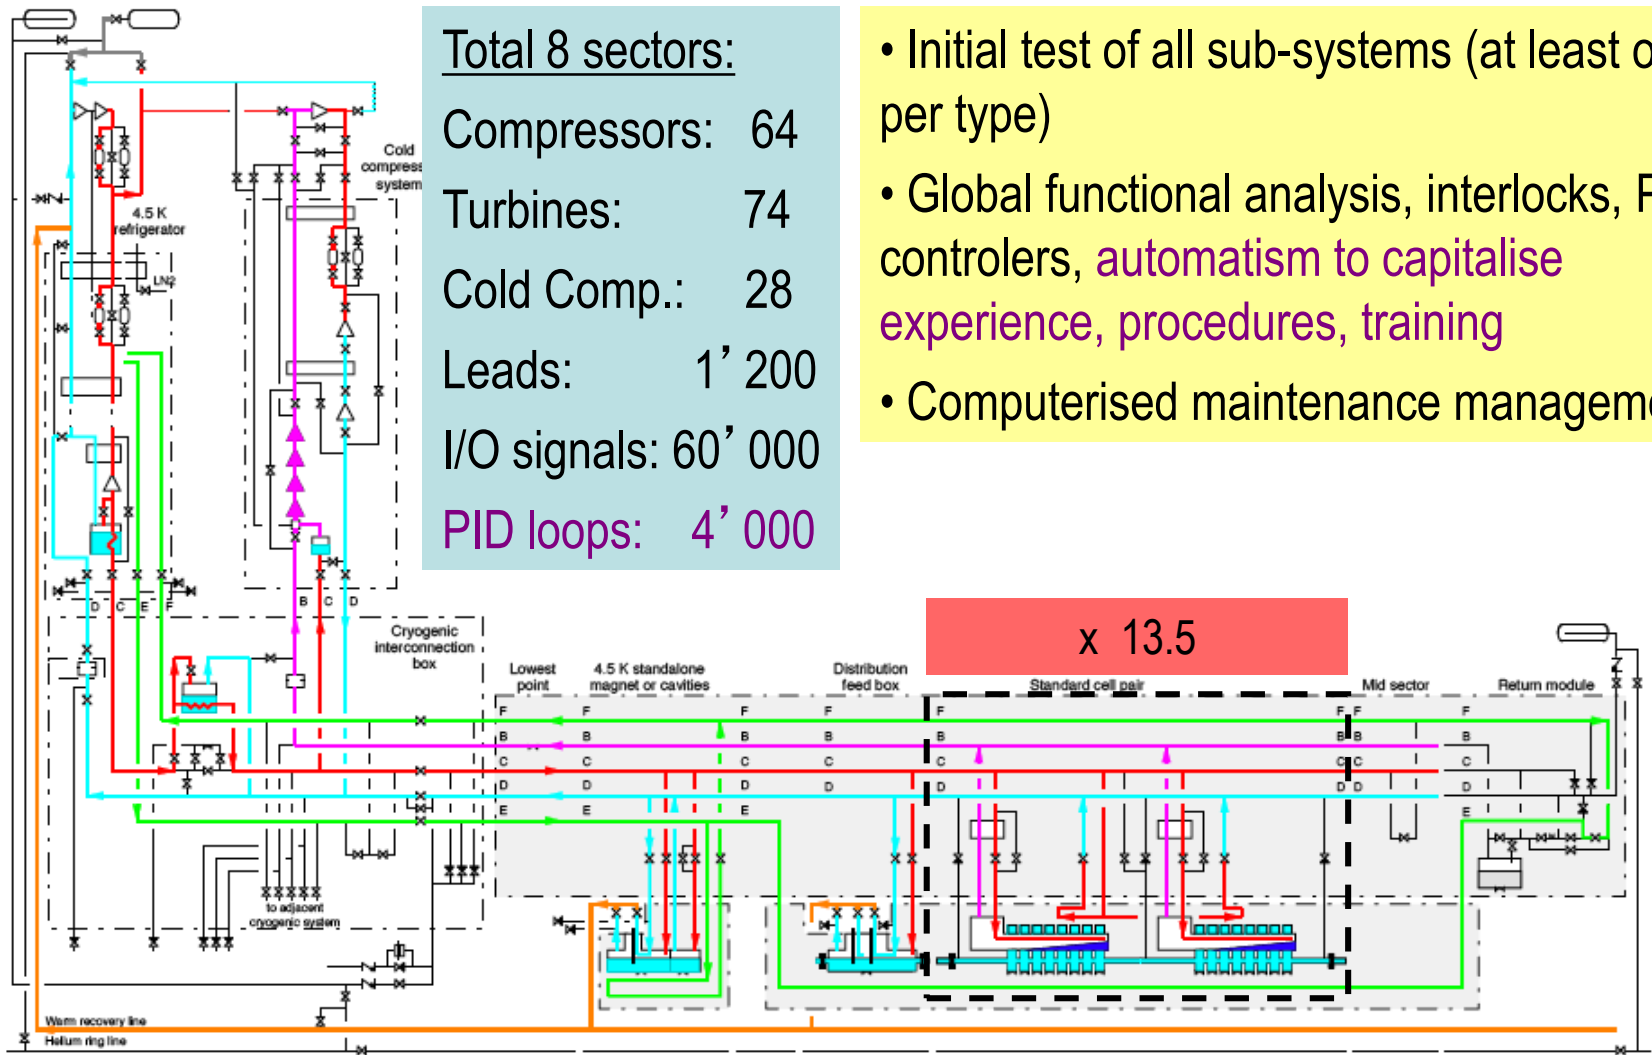 Total 8 sectors:
Compressors: 64
Turbines: 74
Cold Comp.: 28
Leads: 1’ 200
I/O signals: 60’ 000
PID loops: 4’ 000
• Initial test of all sub-systems (at least
per type)
• Global functional analysis, interlocks,
controlers, automatism to capitalise
experience, procedures, training
• Computerised maintenance
Cold
system
4.5 K
refrigerator
LN2
D C E F
B C D
Cryogenic
interconnection
box
x 13.5
Lowest
point
4.5 K standalone
magnet or cavities
Distribution
feed box
Standard cell pair
Mid sector
Return module
F F F F F F F F
B B B B B B B B
C C C C C C C C
D D D D D D D D
E E E E
to adjacent
cryogenic system
Warm recovery line
Helium ring line